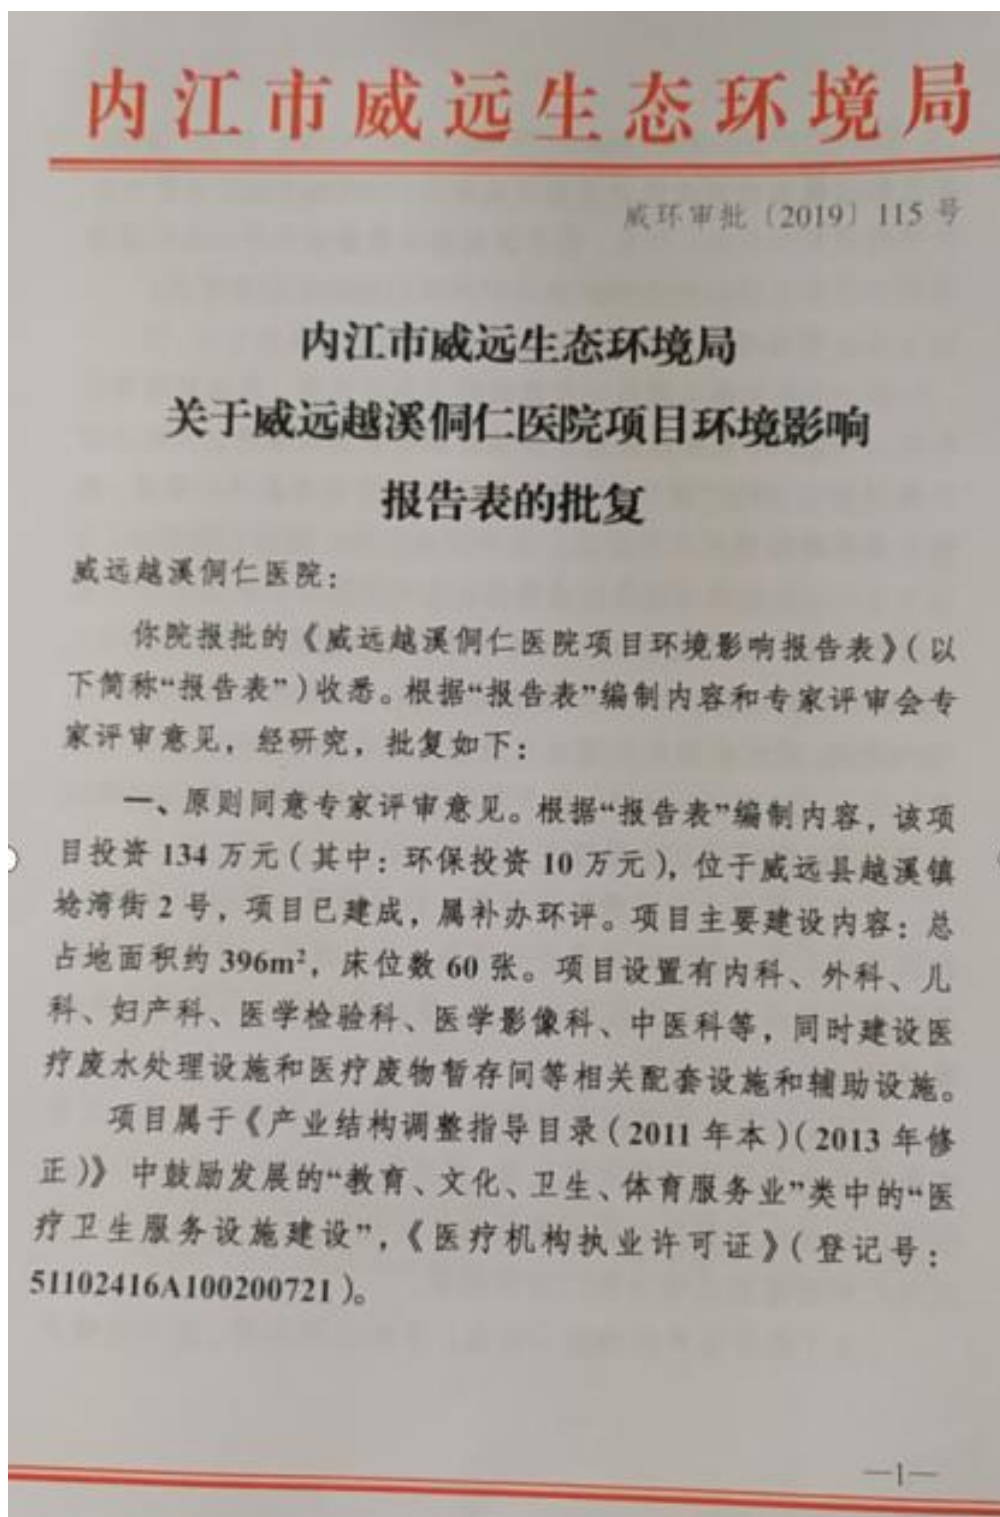 内江市威远生态环境局
威环审批〔2019〕115号
内江市威远生态环境局
关于威远越溪侗仁医院项目环境影响
报告表的批复
威远越溪侗仁医院：
你院报批的《威远越溪侗仁医院项目环境影响报告表》（以
下简称“报告表”）收悉。根据“报告表”编制内容和专家评审会专
家评审意见，经研究，批复如下：
一、原则同意专家评审意见。根据“报告表”编制内容，该项
目投资134万元（其中：环保投资10万元），位于威远县越溪镇
塆湾街2号，项目已建成，属补办环评。项目主要建设内容：总
占地面积约396m²，床位数60张。项目设置有内科、外科、儿
科、妇产科、医学检验科、医学影像科、中医科等，同时建设医
疗废水处理设施和医疗废物暂存间等相关配套设施和辅助设施。
项目属于《产业结构调整指导目录（2011年本）（2013年修
正）》中鼓励发展的“教育、文化、卫生、体育服务业”类中的“医
疗卫生服务设施建设”，《医疗机构执业许可证》（登记号：
51102416A100200721）。
—1—